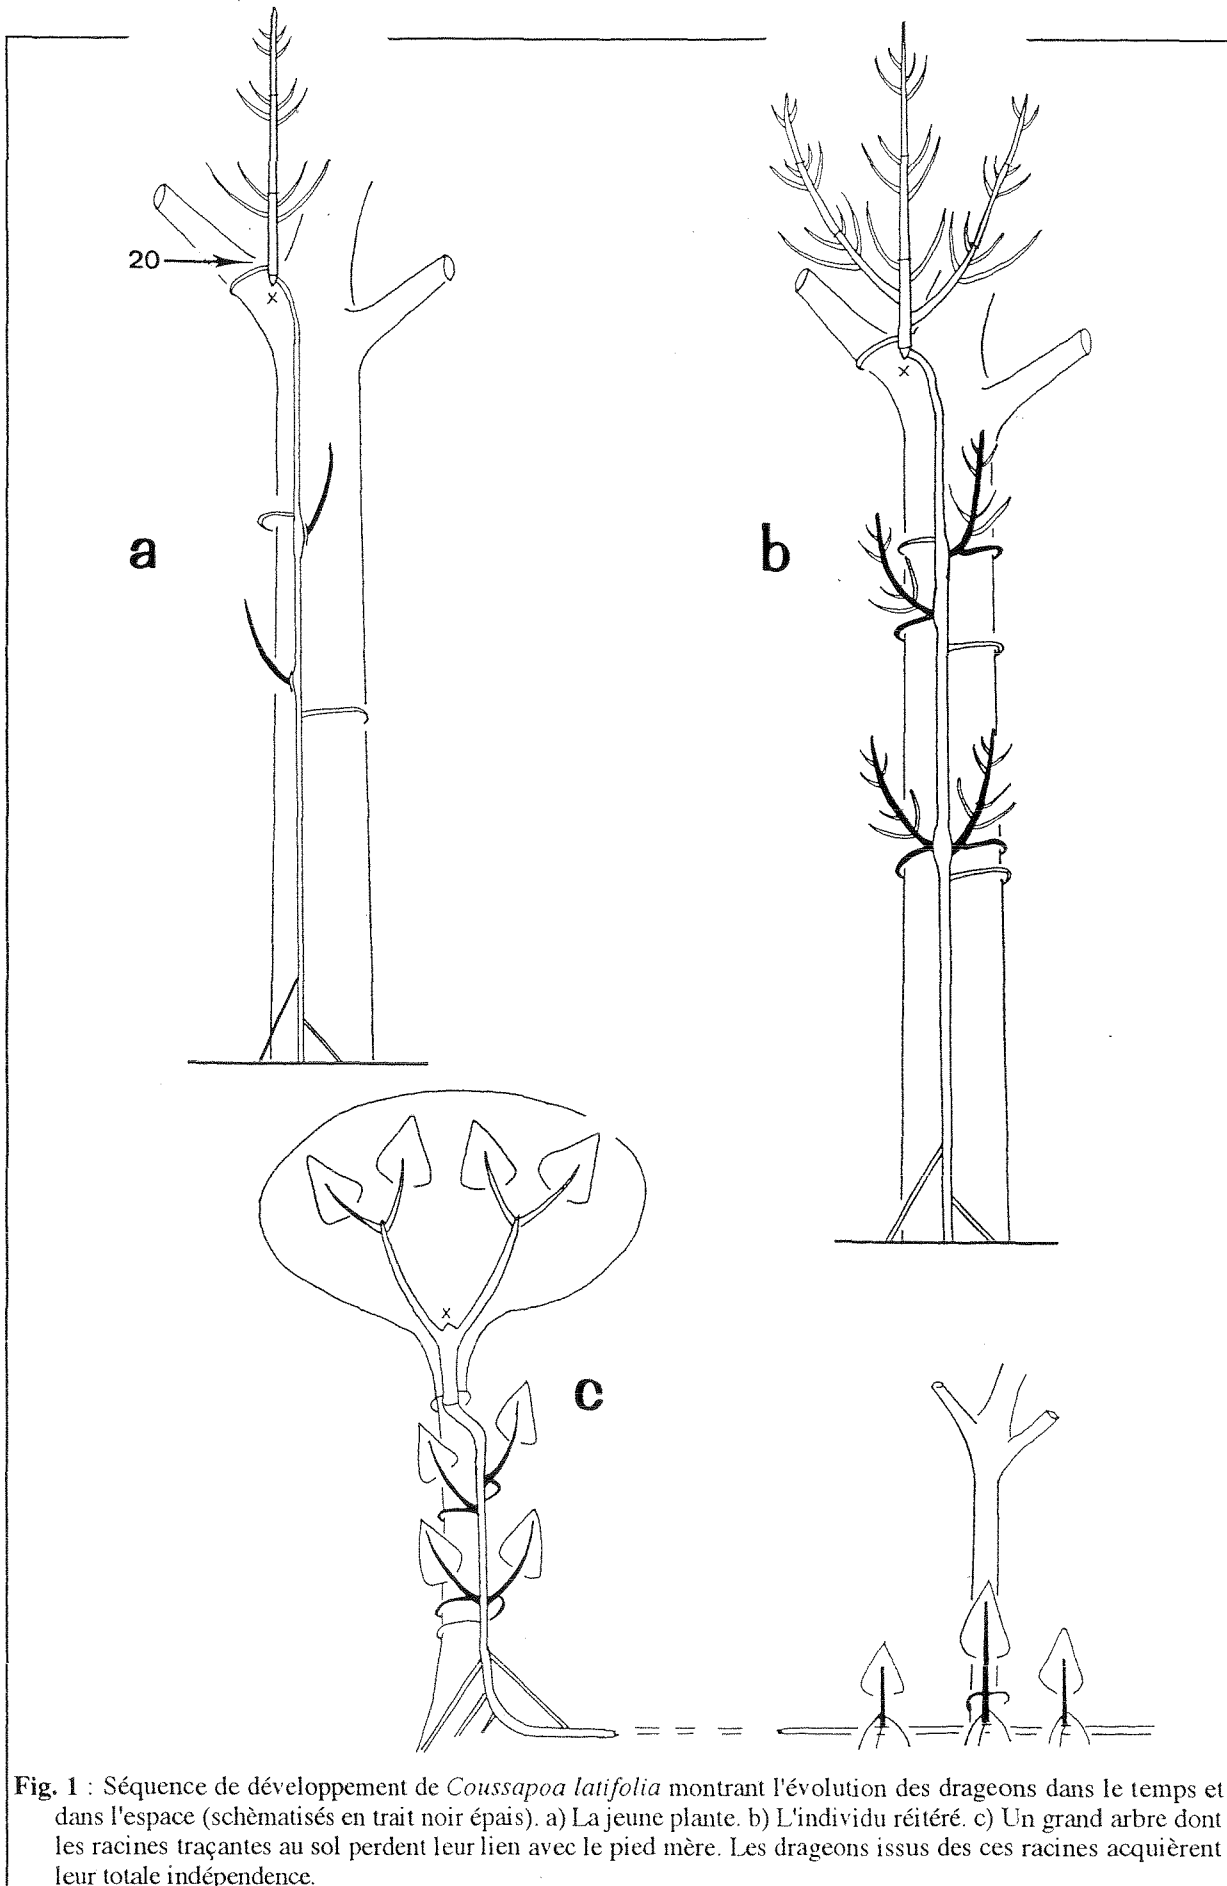 20
a
b
c
Fig. 1 : Séquence de développement de Coussapoa latifolia montrant l'évolution des drageons dans le temps et
dans l'espace (schèmatisés en trait noir épais). a) La jeune plante. b) L'individu réitéré. c) Un grand arbre dont
les racines traçantes au sol perdent leur lien avec le pied mère. Les drageons issus des ces racines acquièrent
leur totale indépendence.